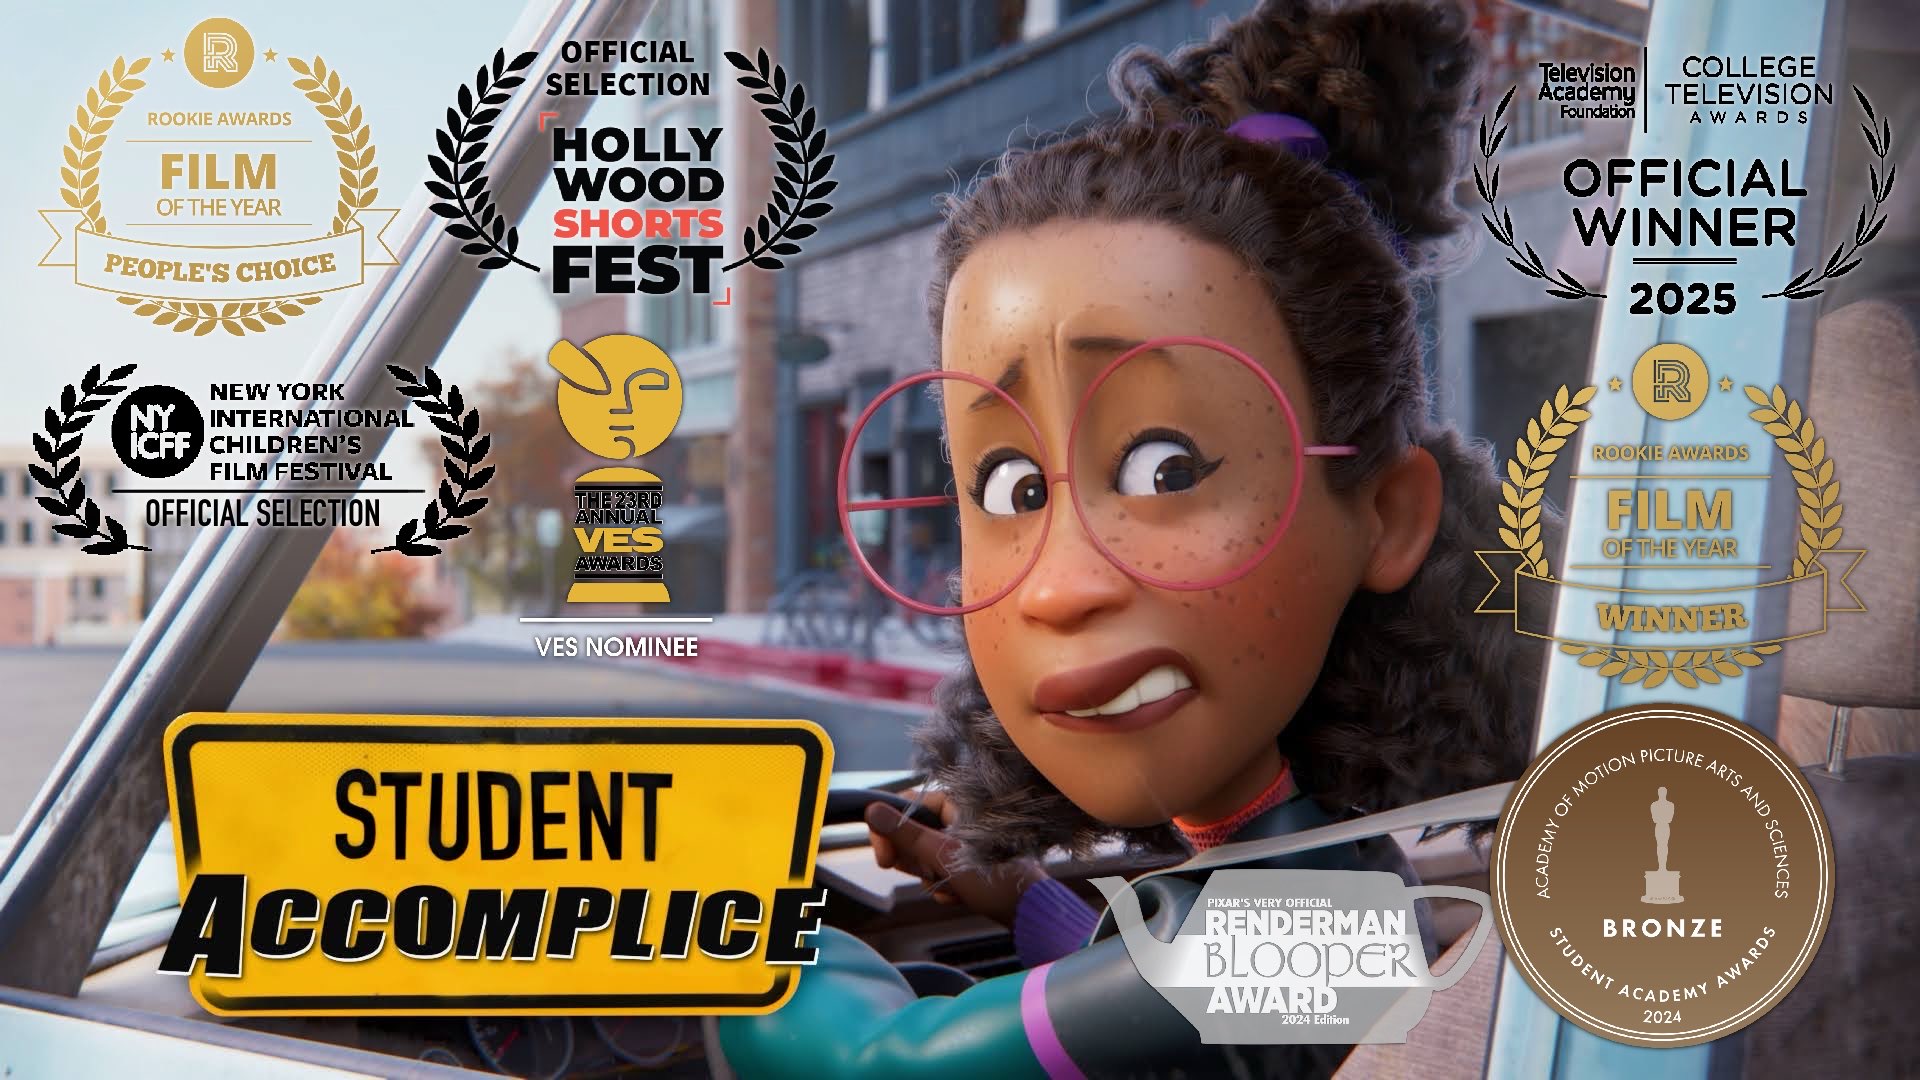 ROOKIE AWARDS
FILM
OF THE YEAR
PEOPLE'S CHOICE
OFFICIAL
SELECTION
HOLLY
WOOD
SHORTS
FEST
Television
Academy
Foundation
COLLEGE
TELEVISION
AWARDS
OFFICIAL
WINNER
2025
NY
ICFF
NEW YORK
INTERNATIONAL
CHILDREN'S
FILM FESTIVAL
OFFICIAL SELECTION
THE 23RD
ANNUAL
VES
AWARDS
VES NOMINEE
ROOKIE AWARDS
FILM
OF THE YEAR
WINNER
STUDENT
ACCOMPLICE
PIXAR'S VERY OFFICIAL
RENDERMAN
BLOOPER
AWARD
2024 Edition
ACADEMY OF MOTION PICTURE ARTS AND SCIENCES
BRONZE
STUDENT ACADEMY AWARDS
2024